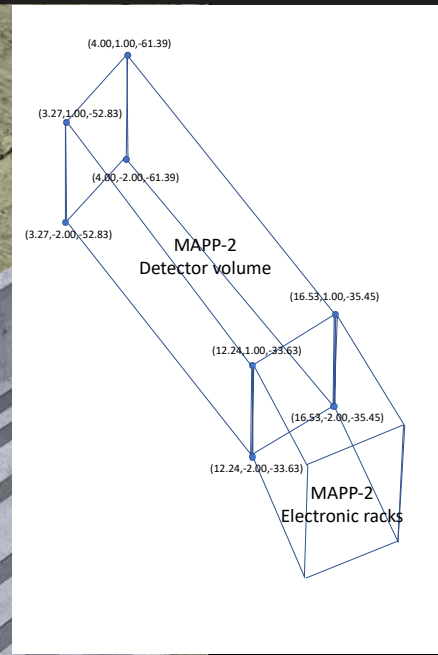 (4.00,1.00,-61.39)
(3.27,1.00,-52.83)
(4.00,-2.00,-61.39)
(3.27,-2.00,-52.83)
MAPP-2
Detector volume
(16.53,1.00,-35.45)
(12.24,1.00,-33.63)
(16.53,-2.00,-35.45)
(12.24,-2.00,-33.63)
MAPP-2
Electronic racks